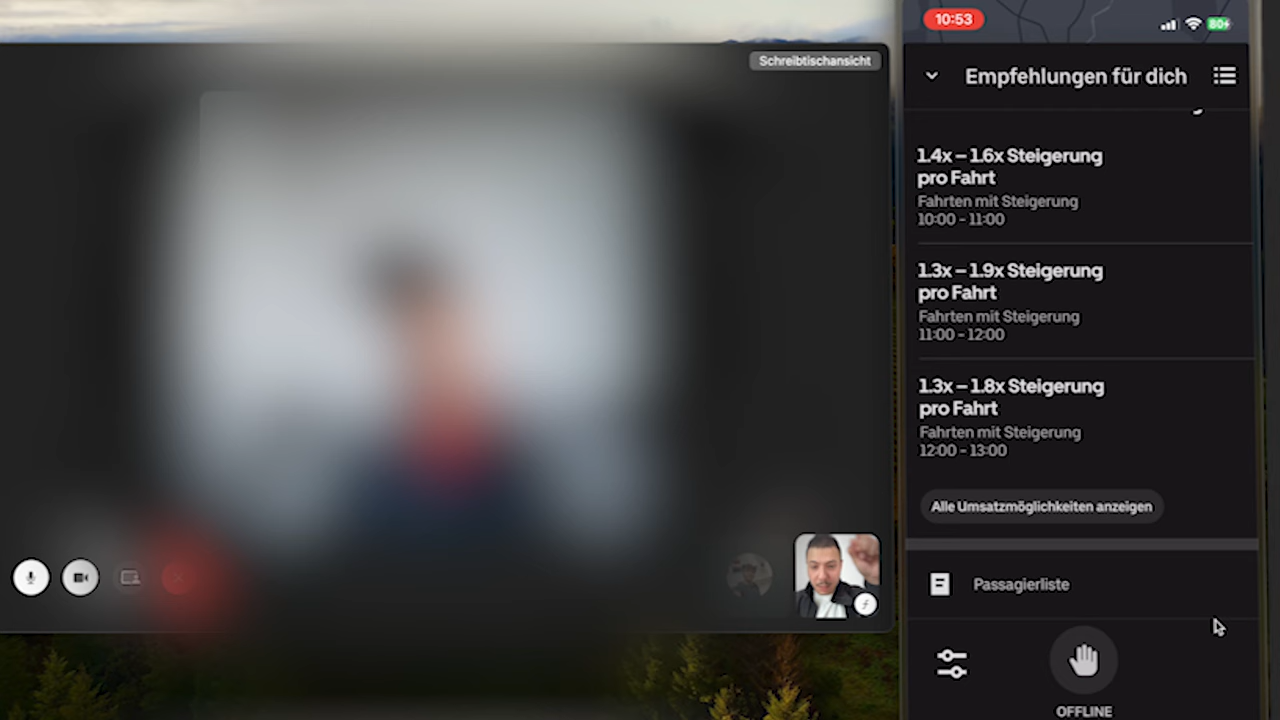 Schreibtischansicht
10:53
80
Empfehlungen für dich
1.4x – 1.6x Steigerung
pro Fahrt
Fahrten mit Steigerung
10:00 - 11:00
1.3x – 1.9x Steigerung
pro Fahrt
Fahrten mit Steigerung
11:00 - 12:00
1.3x – 1.8x Steigerung
pro Fahrt
Fahrten mit Steigerung
12:00 - 13:00
Alle Umsatzmöglichkeiten anzeigen
Passagierliste
OFFLINE